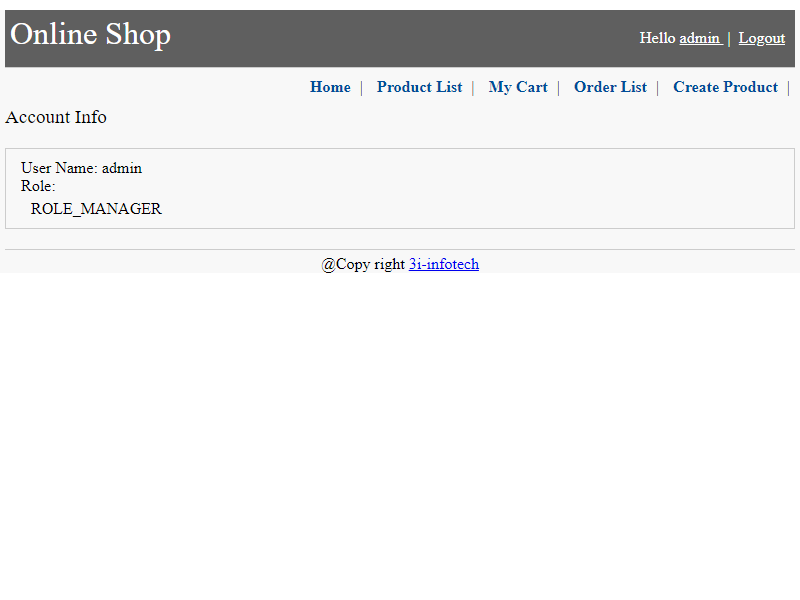 Online Shop
Hello admin | Logout
Home | Product List | My Cart | Order List | Create Product |
Account Info
User Name: admin
Role:
ROLE_MANAGER
@Copy right 3i-infotech